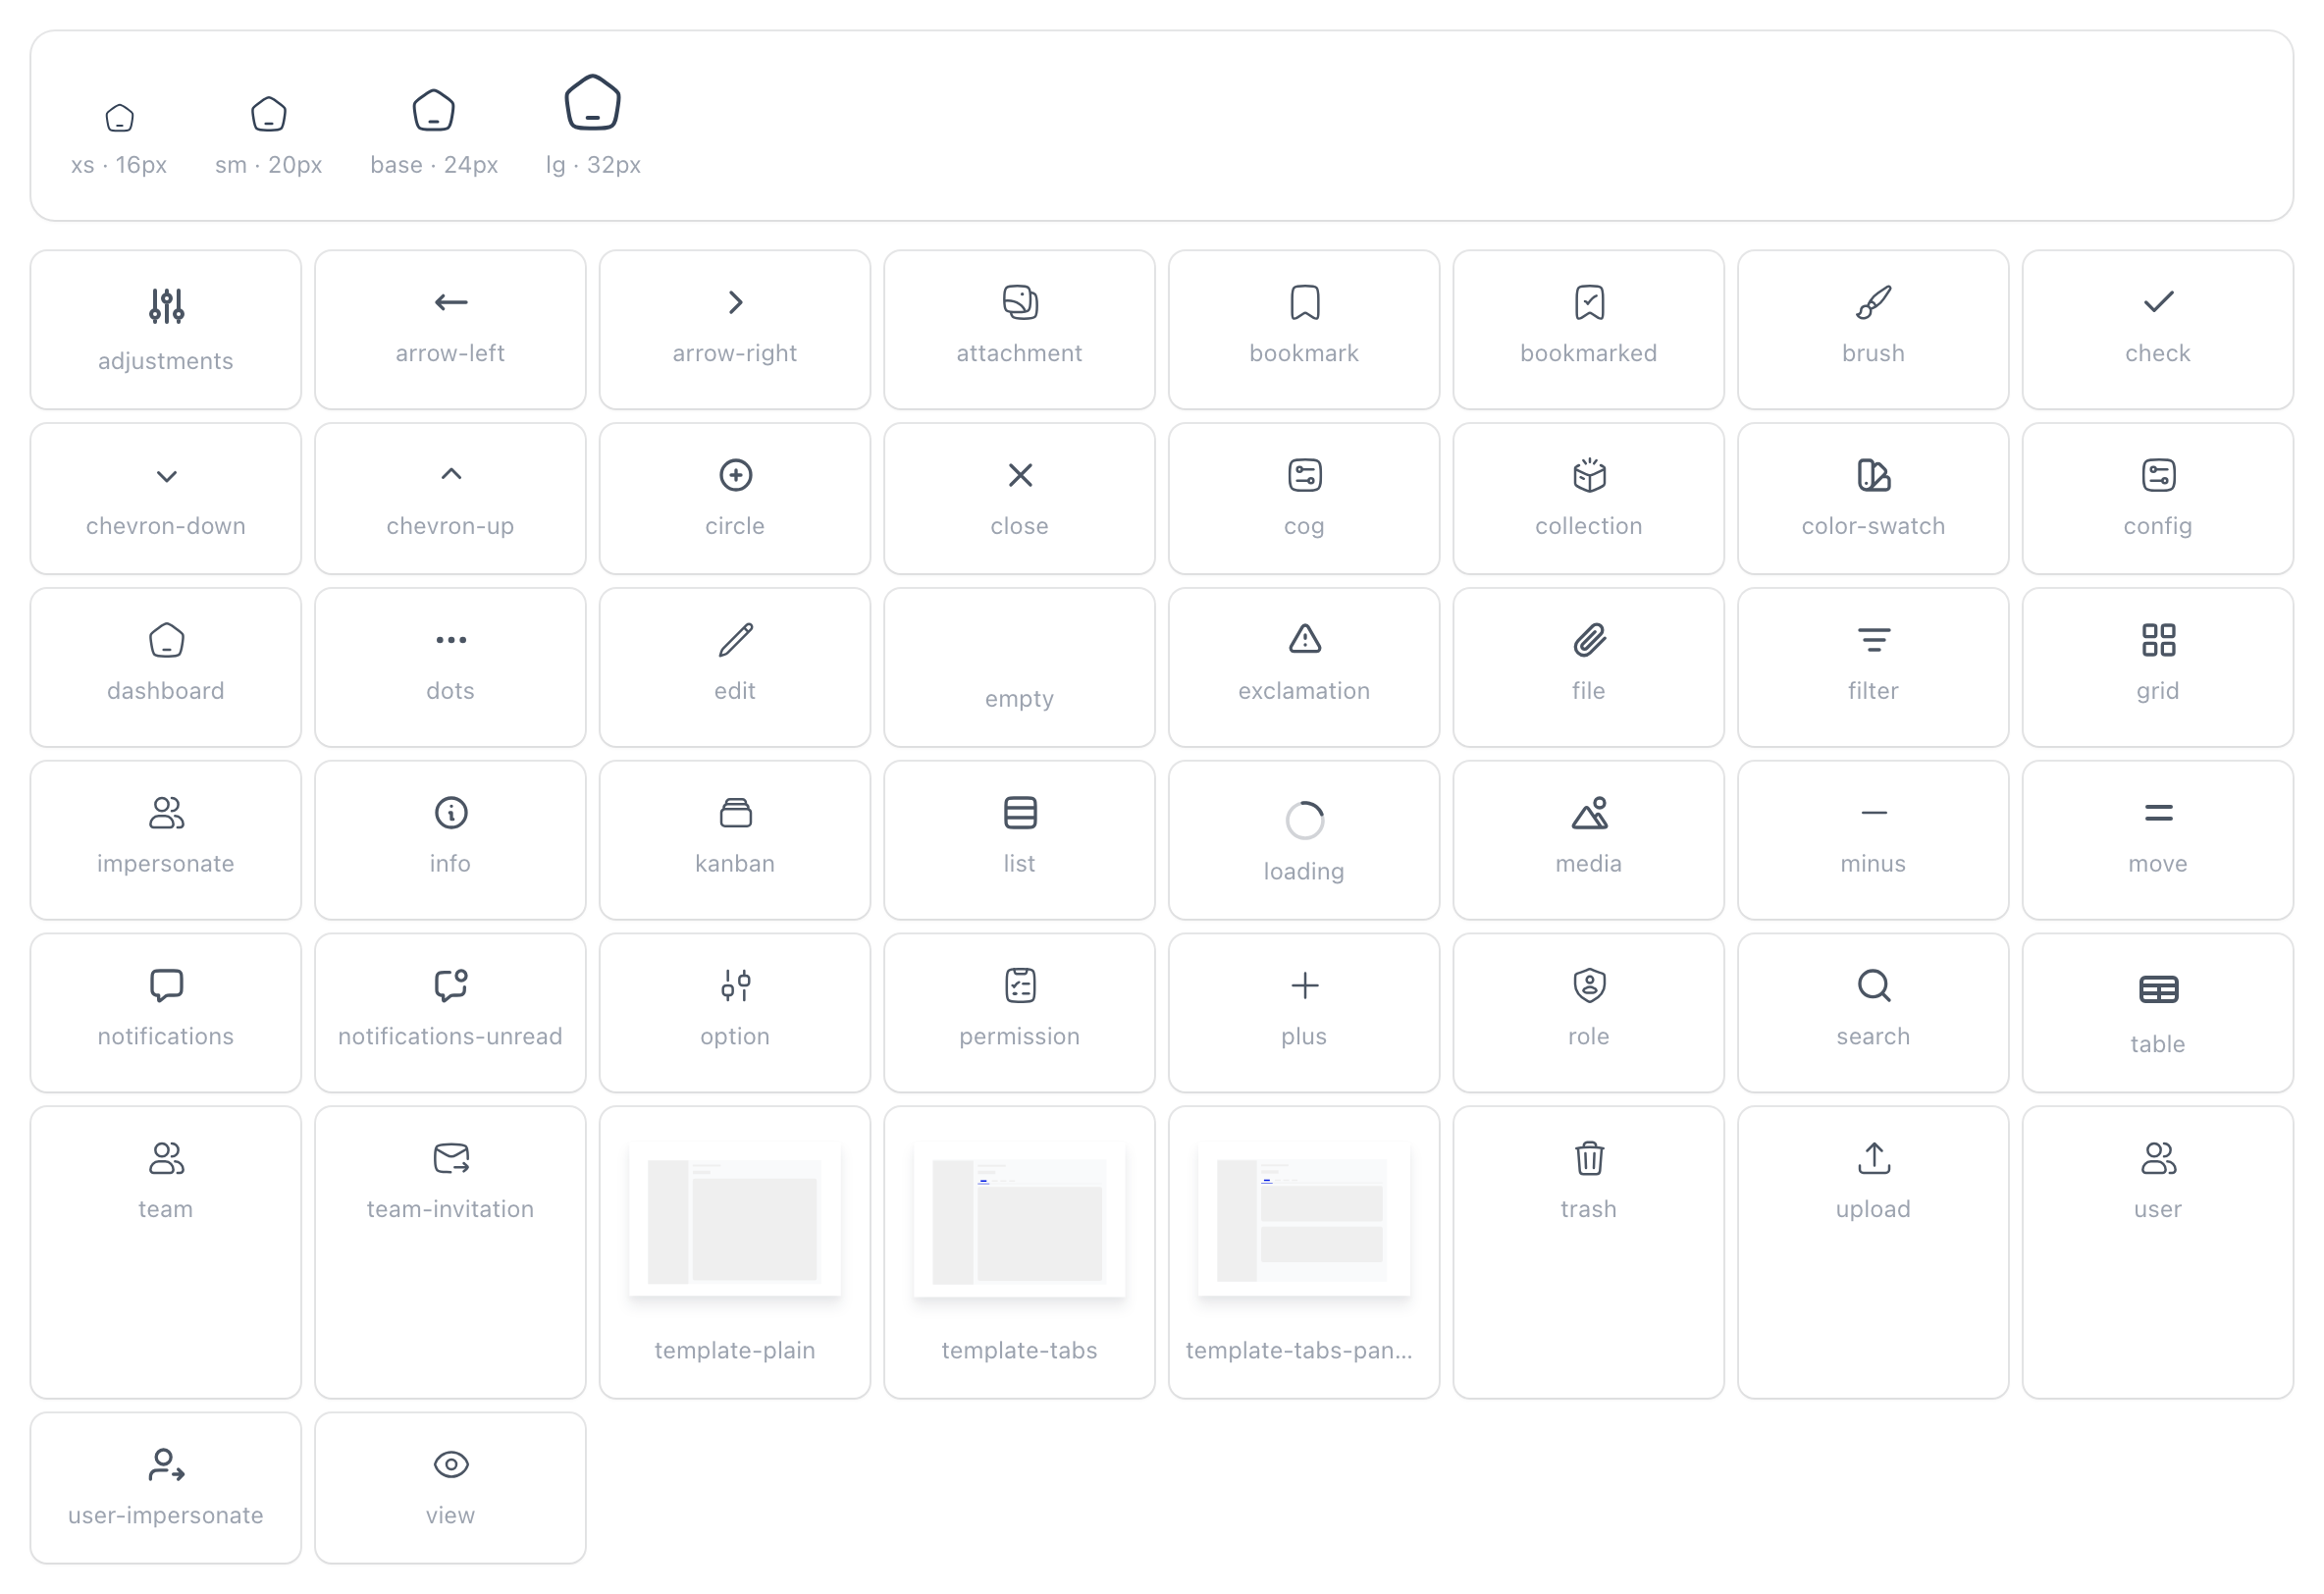 xs · 16px
sm · 20px
base · 24px
lg · 32px
adjustments
arrow-left
arrow-right
attachment
bookmark
bookmarked
brush
check
chevron-down
chevron-up
circle
close
cog
collection
color-swatch
config
dashboard
dots
edit
empty
exclamation
file
filter
grid
impersonate
info
kanban
list
loading
media
minus
move
notifications
notifications-unread
option
permission
plus
role
search
table
team
team-invitation
template-plain
template-tabs
template-tabs-pan...
trash
upload
user
user-impersonate
view